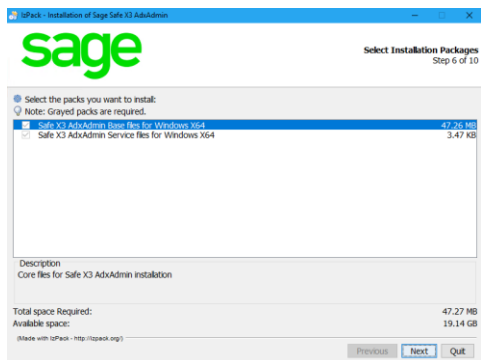 IzPack - Installation of Sage Safe X3 AdxAdmin
sage
Select Installation Packages
Step 6 of 10
Select the packs you want to install:
Note: Grayed packs are required.
Safe X3 AdxAdmin Base files for Windows X64 47.26 MB
Safe X3 AdxAdmin Service files for Windows X64 3.47 KB
Description
Core files for Safe X3 AdxAdmin installation
Total space Required: 47.27 MB
Available space: 19.14 GB
(Made with IzPack - http://izpack.org/)
Previous Next Quit